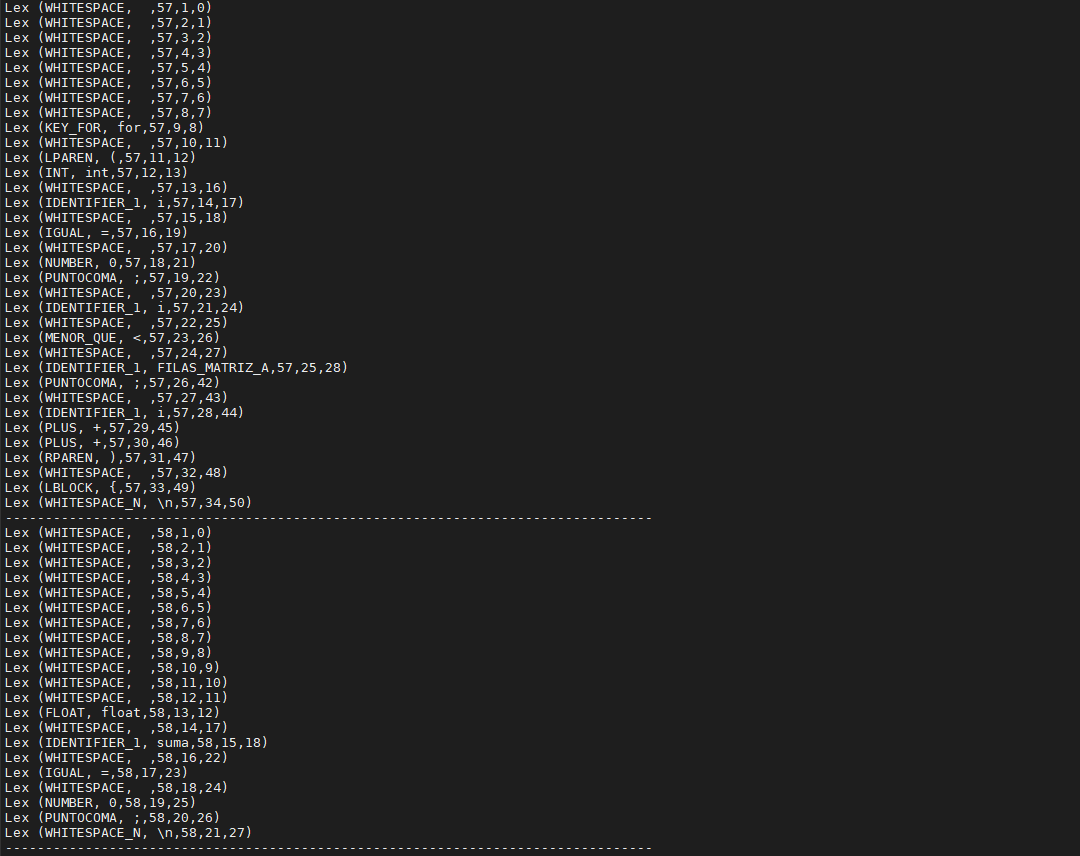 Lex (WHITESPACE,  ,57,1,0)
Lex (WHITESPACE,  ,57,2,1)
Lex (WHITESPACE,  ,57,3,2)
Lex (WHITESPACE,  ,57,4,3)
Lex (WHITESPACE,  ,57,5,4)
Lex (WHITESPACE,  ,57,6,5)
Lex (WHITESPACE,  ,57,7,6)
Lex (WHITESPACE,  ,57,8,7)
Lex (KEY_FOR, for,57,9,8)
Lex (WHITESPACE,  ,57,10,11)
Lex (LPAREN, (,57,11,12)
Lex (INT, int,57,12,13)
Lex (WHITESPACE,  ,57,13,16)
Lex (IDENTIFIER_1, i,57,14,17)
Lex (WHITESPACE,  ,57,15,18)
Lex (IGUAL, =,57,16,19)
Lex (WHITESPACE,  ,57,17,20)
Lex (NUMBER, 0,57,18,21)
Lex (PUNTOCOMA, ;,57,19,22)
Lex (WHITESPACE,  ,57,20,23)
Lex (IDENTIFIER_1, i,57,21,24)
Lex (WHITESPACE,  ,57,22,25)
Lex (MENOR_QUE, <,57,23,26)
Lex (WHITESPACE,  ,57,24,27)
Lex (IDENTIFIER_1, FILAS_MATRIZ_A,57,25,28)
Lex (PUNTOCOMA, ;,57,26,42)
Lex (WHITESPACE,  ,57,27,43)
Lex (IDENTIFIER_1, i,57,28,44)
Lex (PLUS, +,57,29,45)
Lex (PLUS, +,57,30,46)
Lex (RPAREN, ),57,31,47)
Lex (WHITESPACE,  ,57,32,48)
Lex (LBLOCK, {,57,33,49)
Lex (WHITESPACE_N, \n,57,34,50)
---------------------------------------------------------------------------------
Lex (WHITESPACE,  ,58,1,0)
Lex (WHITESPACE,  ,58,2,1)
Lex (WHITESPACE,  ,58,3,2)
Lex (WHITESPACE,  ,58,4,3)
Lex (WHITESPACE,  ,58,5,4)
Lex (WHITESPACE,  ,58,6,5)
Lex (WHITESPACE,  ,58,7,6)
Lex (WHITESPACE,  ,58,8,7)
Lex (WHITESPACE,  ,58,9,8)
Lex (WHITESPACE,  ,58,10,9)
Lex (WHITESPACE,  ,58,11,10)
Lex (WHITESPACE,  ,58,12,11)
Lex (FLOAT, float,58,13,12)
Lex (WHITESPACE,  ,58,14,17)
Lex (IDENTIFIER_1, suma,58,15,18)
Lex (WHITESPACE,  ,58,16,22)
Lex (IGUAL, =,58,17,23)
Lex (WHITESPACE,  ,58,18,24)
Lex (NUMBER, 0,58,19,25)
Lex (PUNTOCOMA, ;,58,20,26)
Lex (WHITESPACE_N, \n,58,21,27)
---------------------------------------------------------------------------------